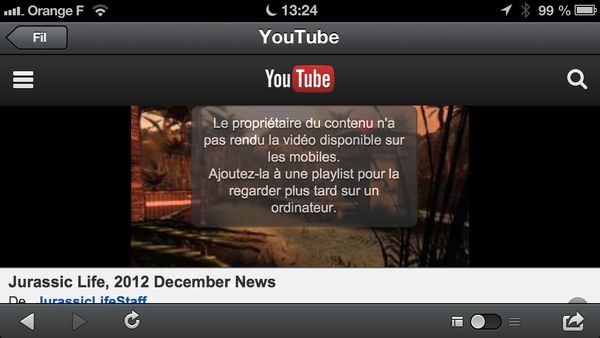 Orange F 13:24 99 %
Fil YouTube
YouTube
Le propriétaire du contenu n'a
pas rendu la vidéo disponible sur
les mobiles.
Ajoutez-la à une playlist pour la
regarder plus tard sur un
ordinateur.
Jurassic Life, 2012 December News
De JurassicLifeStaff